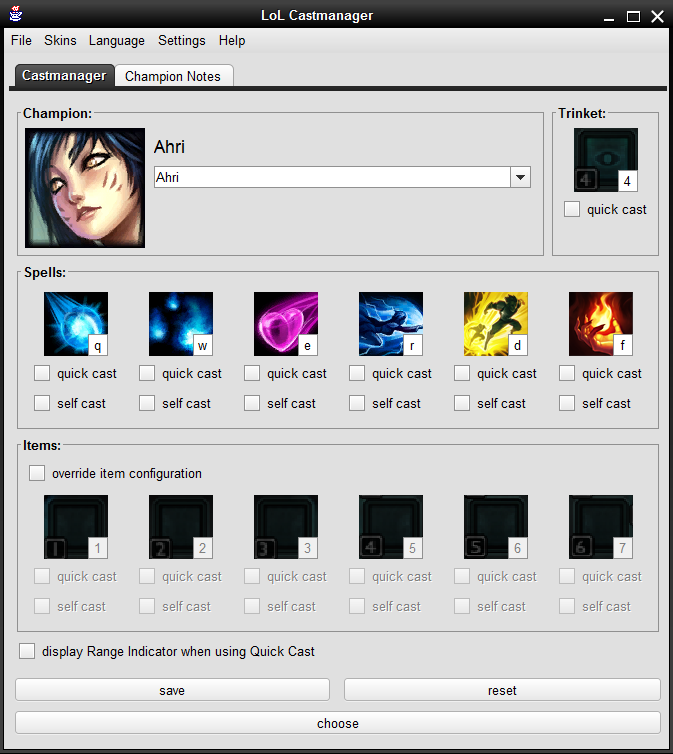 LoL Castmanager
File Skins Language Settings Help
Castmanager Champion Notes
Champion: Trinket:
Ahri
Ahri
4 4
quick cast
Spells:
q w e r d f
quick cast quick cast quick cast quick cast quick cast quick cast
self cast self cast self cast self cast self cast self cast
Items:
override item configuration
1 1 2 2 3 3 4 5 5 6 6 7
quick cast quick cast quick cast quick cast quick cast quick cast
self cast self cast self cast self cast self cast self cast
display Range Indicator when using Quick Cast
save reset
choose